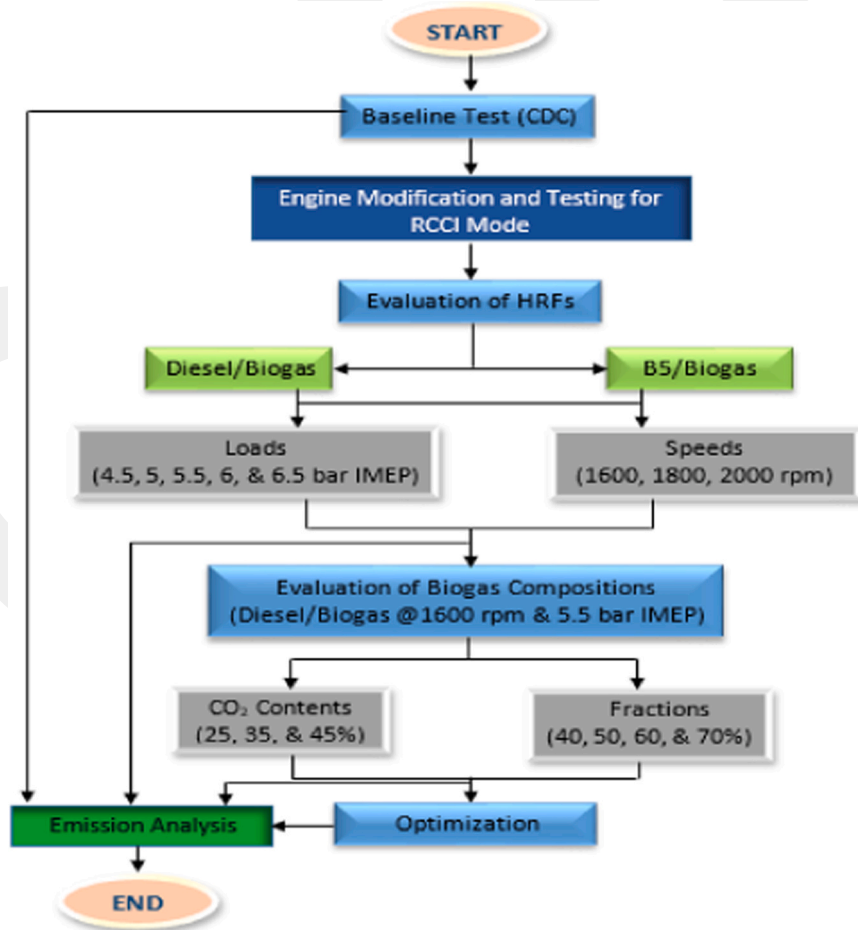 START
Baseline Test (CDC)
Engine Modification and Testing for
RCCI Mode
Evaluation of HRFs
Diesel/Biogas
B5/Biogas
Loads
(4.5, 5, 5.5, 6, & 6.5 bar IMEP)
Speeds
(1600, 1800, 2000 rpm)
Evaluation of Biogas Compositions
(Diesel/Biogas @1600 rpm & 5.5 bar IMEP)
CO₂ Contents
(25, 35, & 45%)
Fractions
(40, 50, 60, & 70%)
Emission Analysis
Optimization
END